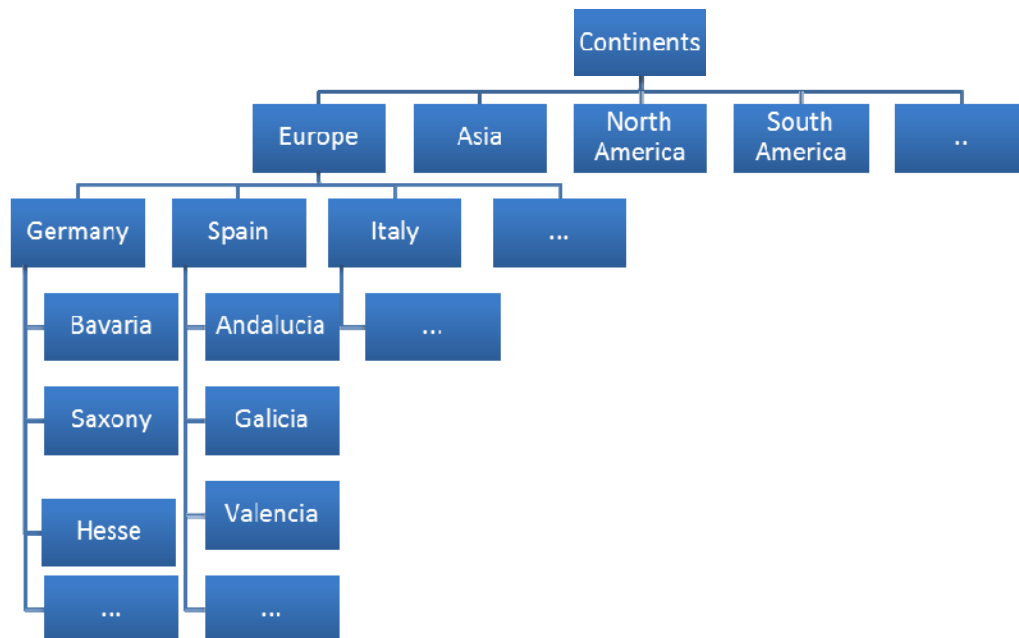 Continents
Europe
Asia
North
America
South
America
..
Germany
Spain
Italy
...
Bavaria
Andalucia
...
Saxony
Galicia
Hesse
Valencia
...
...